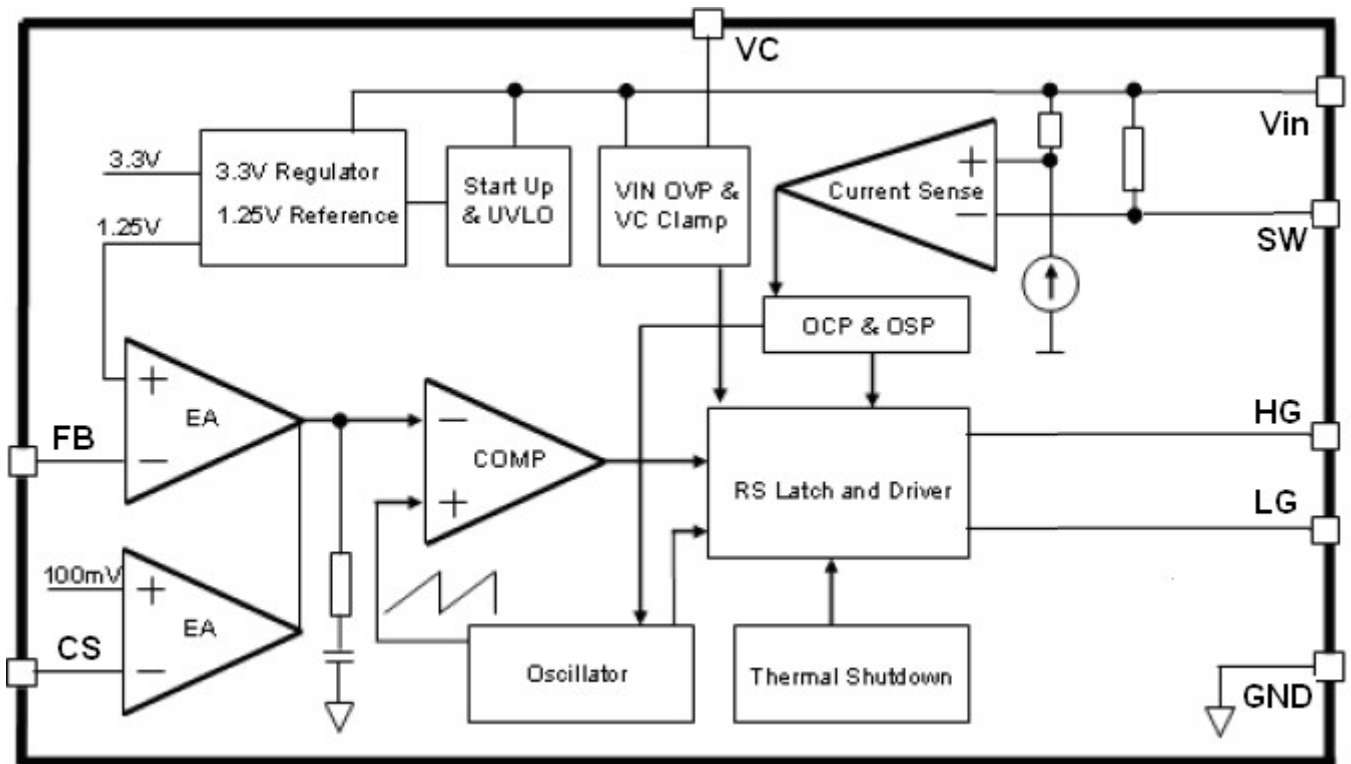 VC
Vin
3.3V
3.3V Regulator
1.25V Reference
Start Up
& UVLO
VIN OVP &
VC Clamp
+
Current Sense
−
1.25V
SW
OCP & OSP
+
EA
−
FB
−
COMP
+
RS Latch and Driver
HG
LG
100mV
+
EA
−
CS
Oscillator
Thermal Shutdown
GND